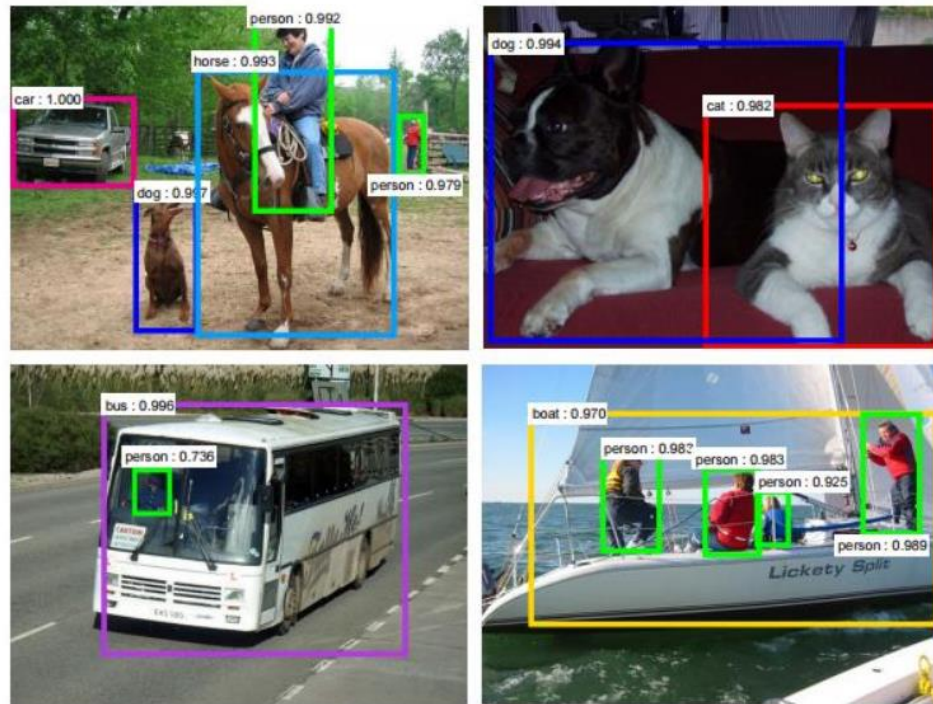 person : 0.992
horse : 0.993
car : 1.000
dog : 0.997
person : 0.979
dog : 0.994
cat : 0.982
bus : 0.996
person : 0.736
boat : 0.970
person : 0.983
person : 0.983
person : 0.925
person : 0.989
Lickety Split